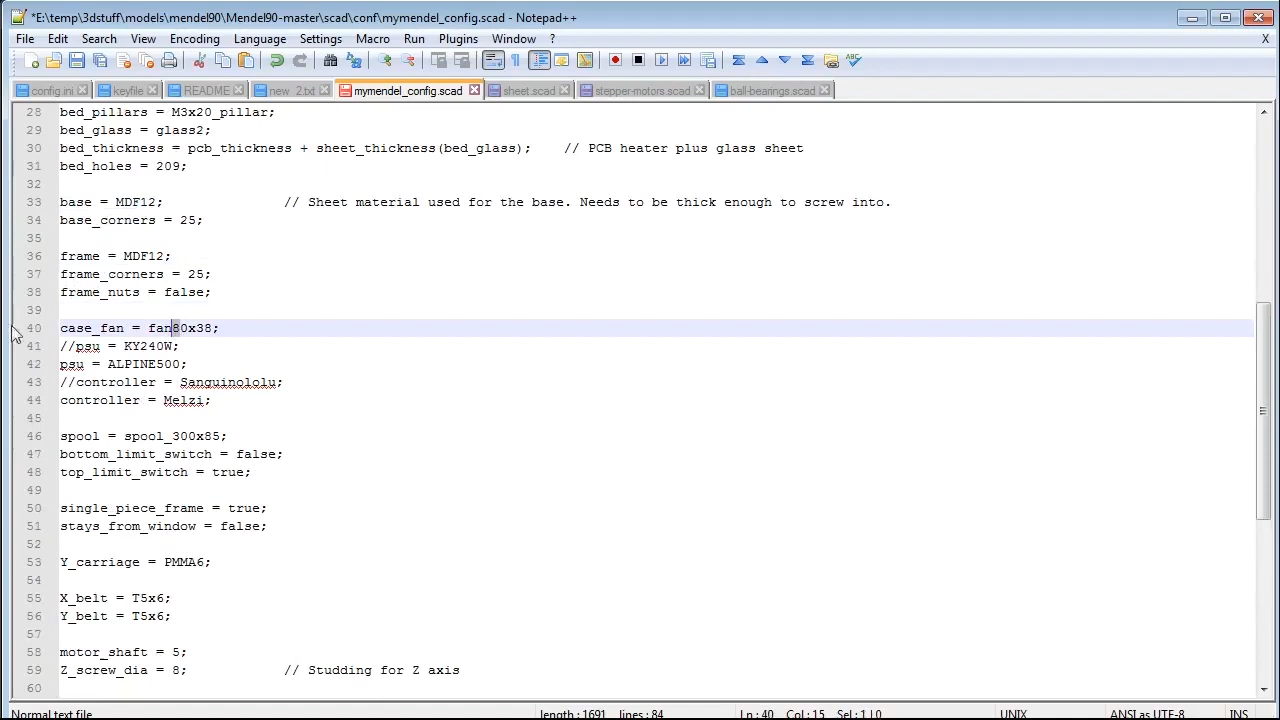 *E:\temp\3dstuff\models\mendel90\Mendel90-master\scad\conf\mymendel_config.scad - Notepad++
File Edit Search View Encoding Language Settings Macro Run Plugins Window ? X
config.ini keyfile README new 2.txt mymendel_config.scad sheet.scad stepper-motors.scad ball-bearings.scad
28 bed_pillars = M3x20_pillar;
29 bed_glass = glass2;
30 bed_thickness = pcb_thickness + sheet_thickness(bed_glass); // PCB heater plus glass sheet
31 bed_holes = 209;
32
33 base = MDF12; // Sheet material used for the base. Needs to be thick enough to screw into.
34 base_corners = 25;
35
36 frame = MDF12;
37 frame_corners = 25;
38 frame_nuts = false;
39
40 case_fan = fan80x38;
41 //psu = KY240W;
42 psu = ALPINE500;
43 //controller = Sanguinololu;
44 controller = Melzi;
45
46 spool = spool_300x85;
47 bottom_limit_switch = false;
48 top_limit_switch = true;
49
50 single_piece_frame = true;
51 stays_from_window = false;
52
53 Y_carriage = PMMA6;
54
55 X_belt = T5x6;
56 Y_belt = T5x6;
57
58 motor_shaft = 5;
59 Z_screw_dia = 8; // Studding for Z axis
60
Normal text file length : 1691 lines : 84 Ln : 40 Col : 15 Sel : 1 | 0 UNIX ANSI as UTF-8 INS